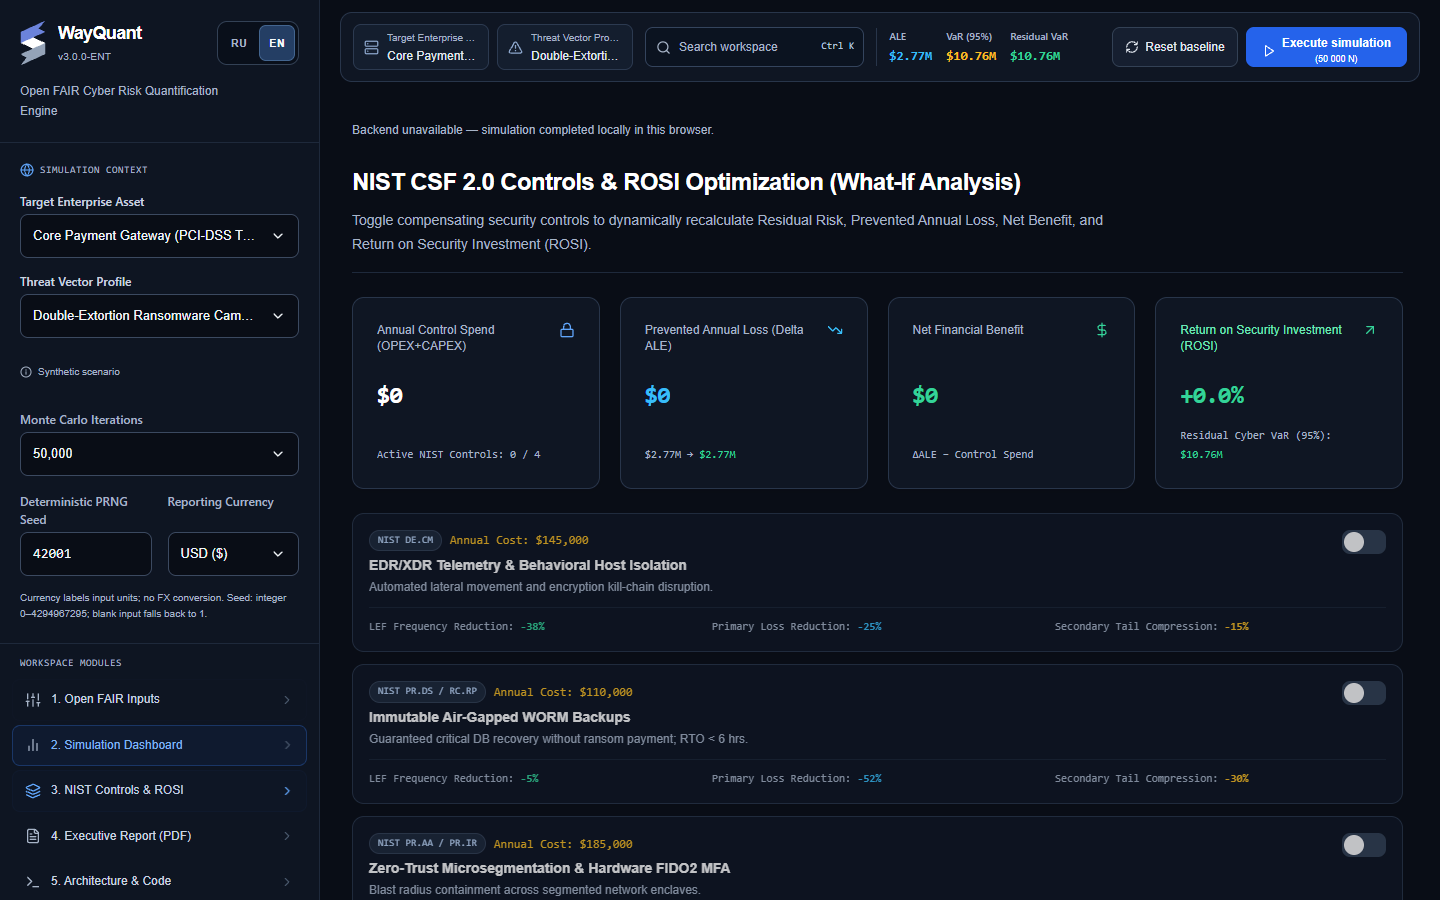 WayQuant
v3.0.0-ENT
RU
EN
Open FAIR Cyber Risk Quantification
Engine
SIMULATION CONTEXT
Target Enterprise Asset
Core Payment Gateway (PCI-DSS T...
Threat Vector Profile
Double-Extortion Ransomware Cam...
Synthetic scenario
Monte Carlo Iterations
50,000
Deterministic PRNG
Seed
Reporting Currency
42001
USD ($)
Currency labels input units; no FX conversion. Seed: integer
0–4294967295; blank input falls back to 1.
WORKSPACE MODULES
1. Open FAIR Inputs
2. Simulation Dashboard
3. NIST Controls & ROSI
4. Executive Report (PDF)
5. Architecture & Code
Target Enterprise ...
Core Payment...
Threat Vector Pro...
Double-Extorti...
Search workspace
Ctrl K
ALE
$2.77M
VaR (95%)
$10.76M
Residual VaR
$10.76M
Reset baseline
Execute simulation
(50 000 N)
Backend unavailable — simulation completed locally in this browser.
NIST CSF 2.0 Controls & ROSI Optimization (What-If Analysis)
Toggle compensating security controls to dynamically recalculate Residual Risk, Prevented Annual Loss, Net Benefit, and
Return on Security Investment (ROSI).
Annual Control Spend
(OPEX+CAPEX)
$0
Active NIST Controls: 0 / 4
Prevented Annual Loss (Delta
ALE)
$0
$2.77M → $2.77M
Net Financial Benefit
$0
ΔALE − Control Spend
Return on Security Investment
(ROSI)
+0.0%
Residual Cyber VaR (95%):
$10.76M
NIST DE.CM
Annual Cost: $145,000
EDR/XDR Telemetry & Behavioral Host Isolation
Automated lateral movement and encryption kill-chain disruption.
LEF Frequency Reduction: -38%
Primary Loss Reduction: -25%
Secondary Tail Compression: -15%
NIST PR.DS / RC.RP
Annual Cost: $110,000
Immutable Air-Gapped WORM Backups
Guaranteed critical DB recovery without ransom payment; RTO < 6 hrs.
LEF Frequency Reduction: -5%
Primary Loss Reduction: -52%
Secondary Tail Compression: -30%
NIST PR.AA / PR.IR
Annual Cost: $185,000
Zero-Trust Microsegmentation & Hardware FIDO2 MFA
Blast radius containment across segmented network enclaves.